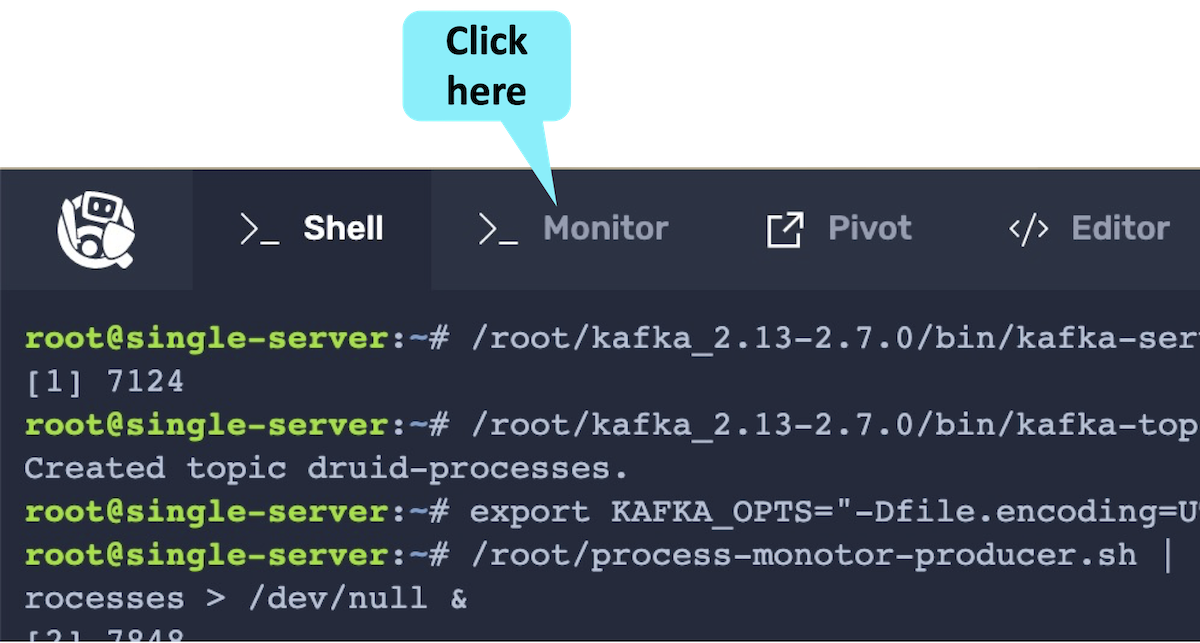 Click
here
>_ Shell >_ Monitor Pivot </> Editor
root@single-server:~# /root/kafka_2.13-2.7.0/bin/kafka-ser
[1] 7124
root@single-server:~# /root/kafka_2.13-2.7.0/bin/kafka-top
Created topic druid-processes.
root@single-server:~# export KAFKA_OPTS="-Dfile.encoding=U
root@single-server:~# /root/process-monotor-producer.sh |
rocesses > /dev/null &
[2] 7848